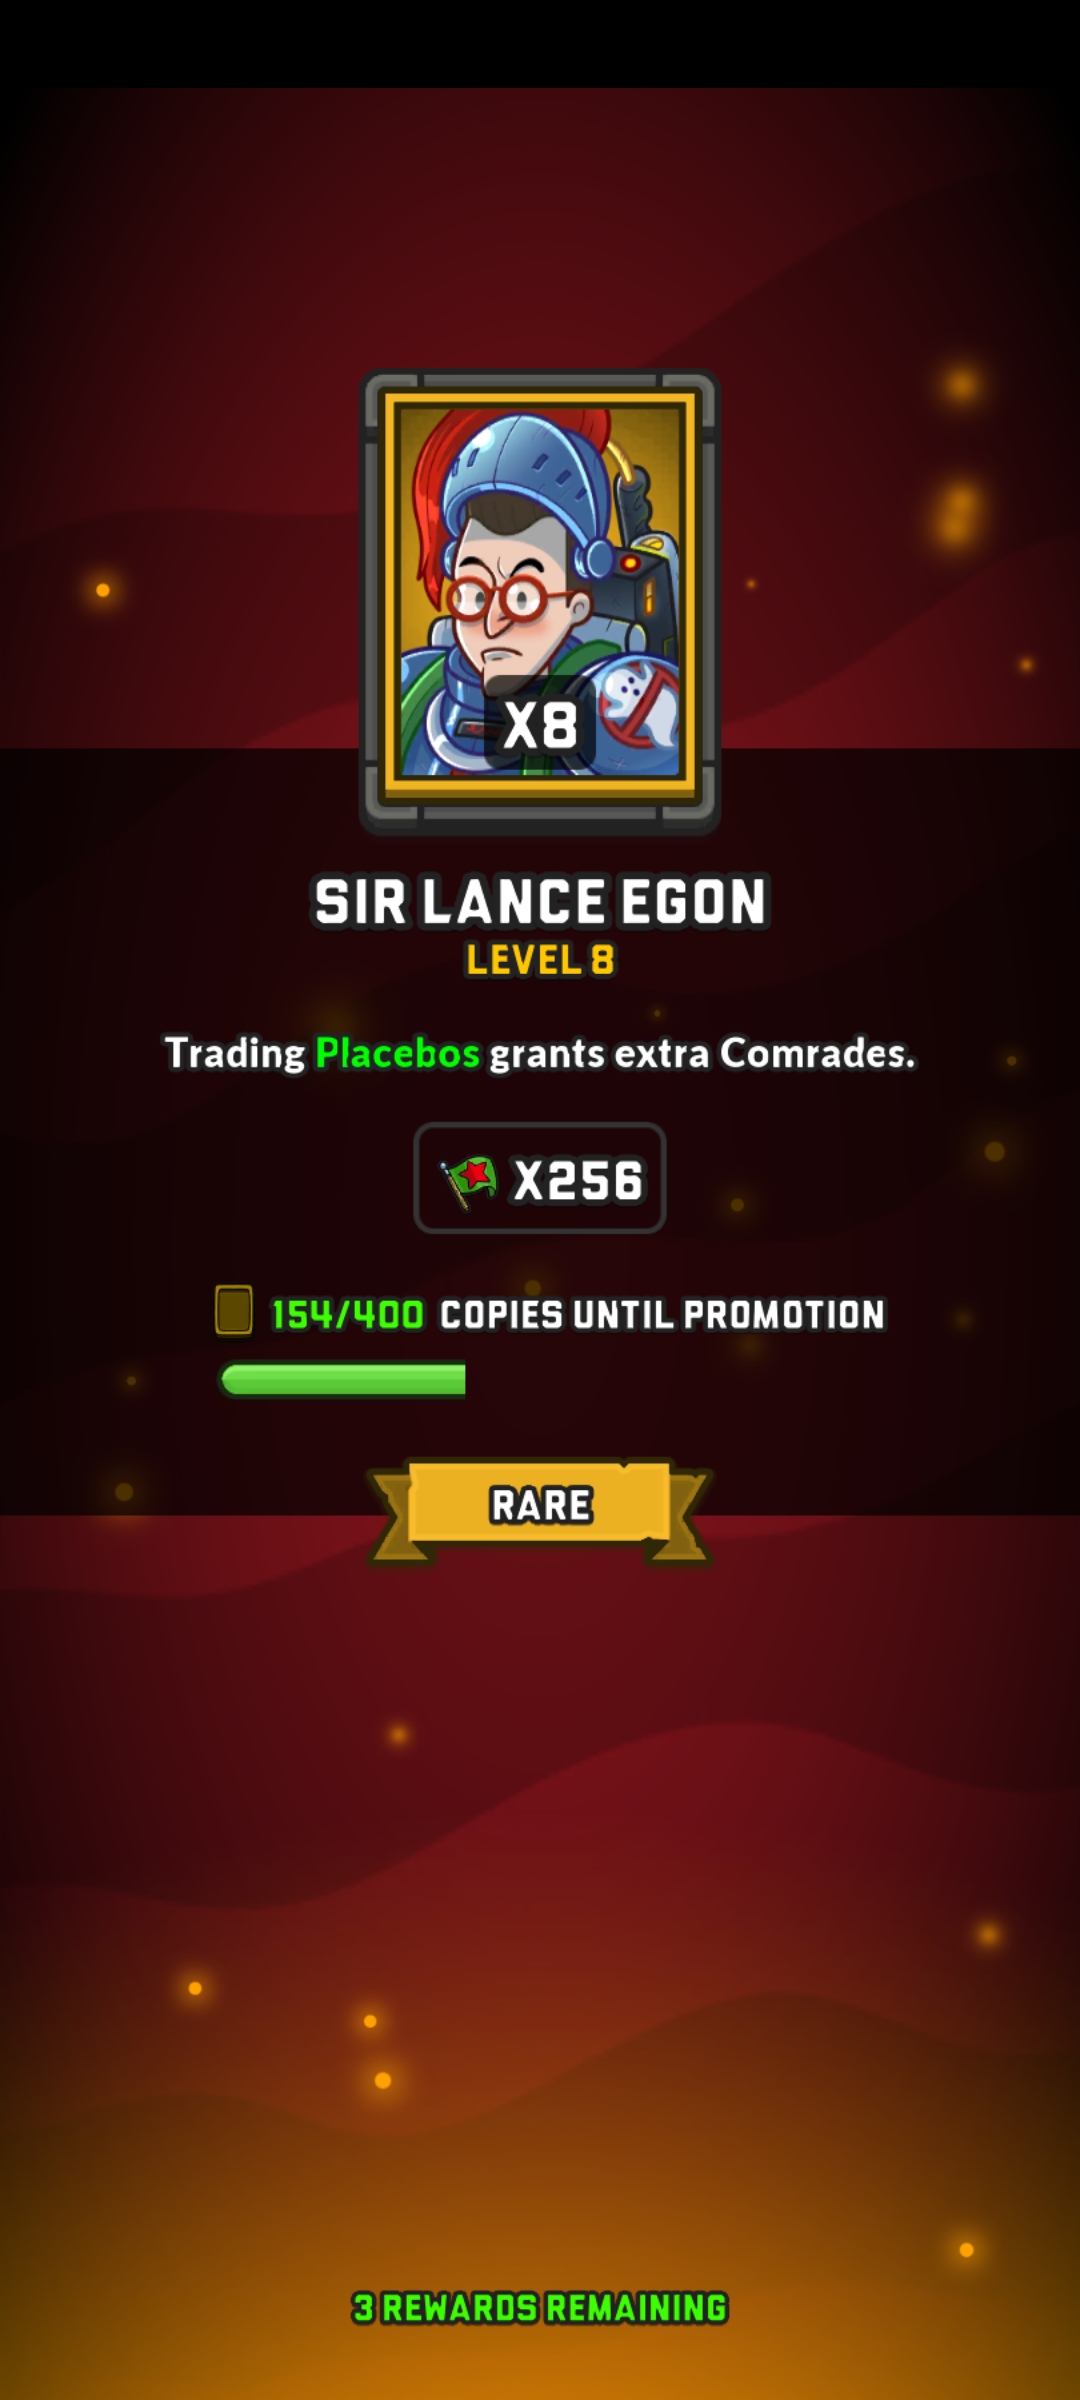 X8
SIR LANCE EGON
LEVEL 8
Trading Placebos grants extra Comrades.
X256
154/400 COPIES UNTIL PROMOTION
RARE
3 REWARDS REMAINING